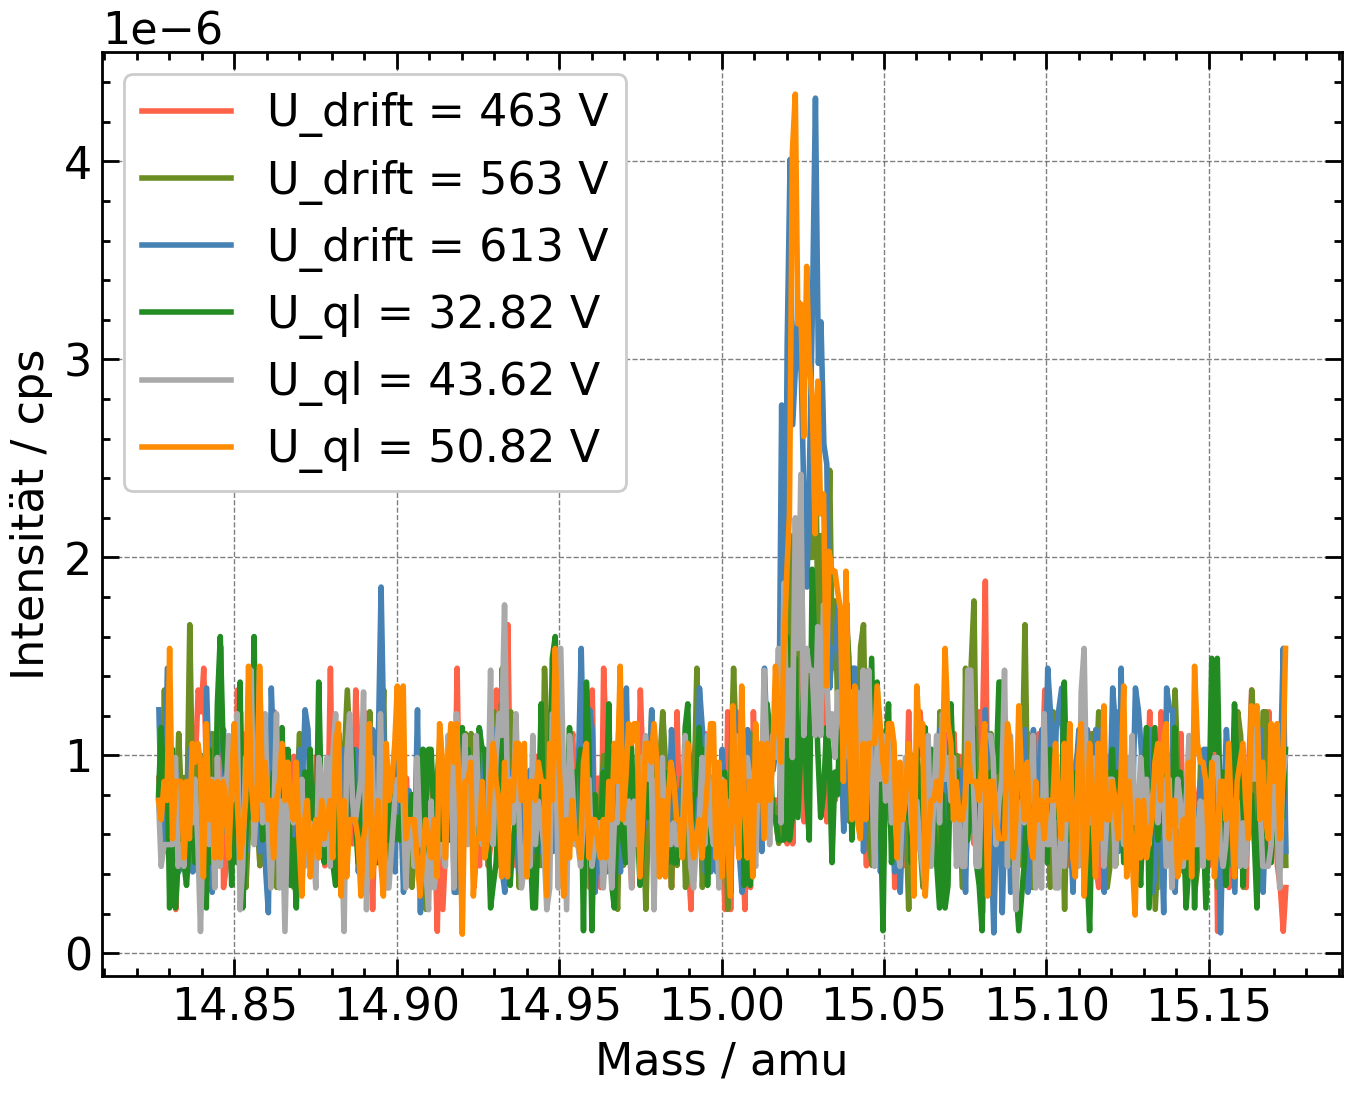 1e−6
U_drift = 463 V
U_drift = 563 V
U_drift = 613 V
U_ql = 32.82 V
U_ql = 43.62 V
U_ql = 50.82 V
4
3
2
1
0
Intensität / cps
14.85 14.90 14.95 15.00 15.05 15.10 15.15
Mass / amu